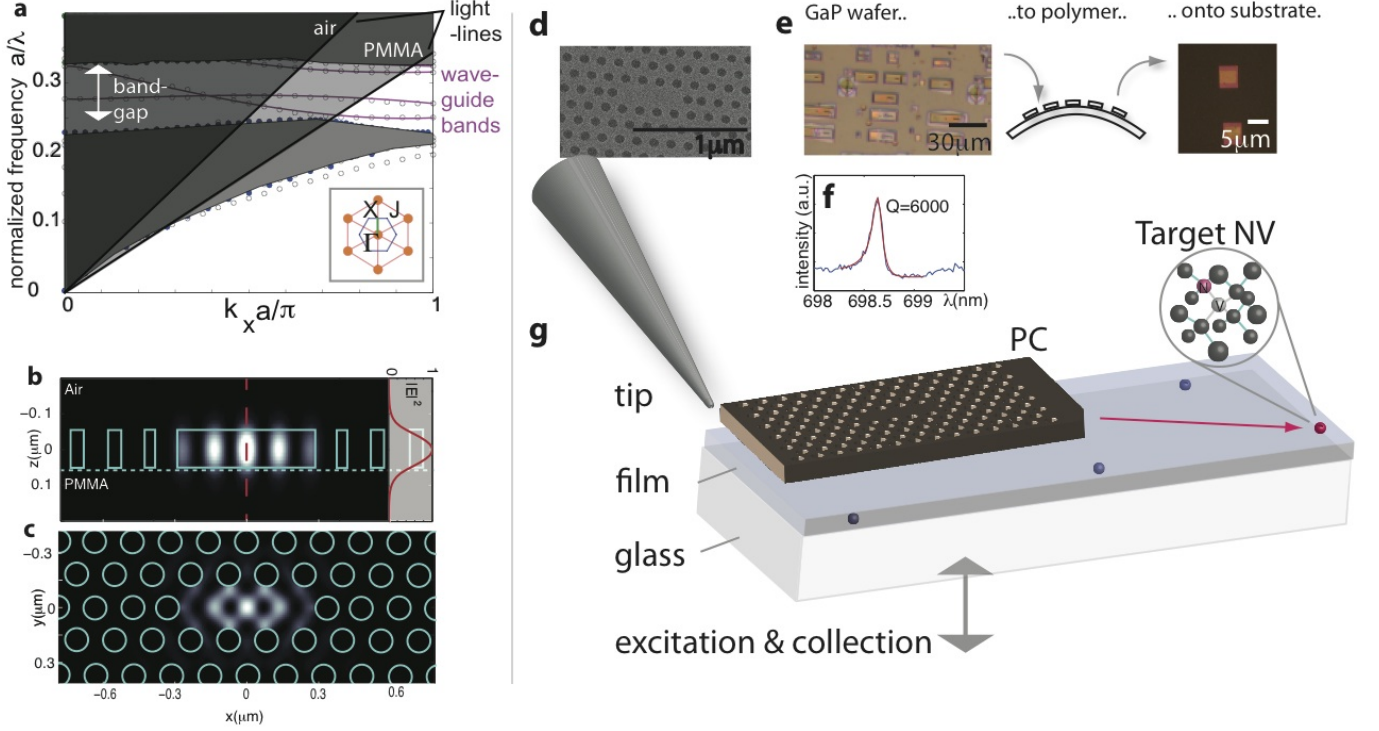 a
light
-lines
air
PMMA
0.3
0.2
0.1
0
normalized frequency a/λ
band-
gap
wave-
guide
bands
X J
Γ
0
1
kₓa/π
b
Air
PMMA
-0.1
0
0.1
z(μm)
0
1
|E|²
c
-0.3
0
0.3
y(μm)
-0.6
-0.3
0
0.3
0.6
x(μm)
d
1μm
e
GaP wafer..
..to polymer..
.. onto substrate.
30μm
5μm
f
Q=6000
intensity (a.u.)
698
698.5
699
λ(nm)
g
Target NV
N
V
PC
tip
film
glass
excitation & collection